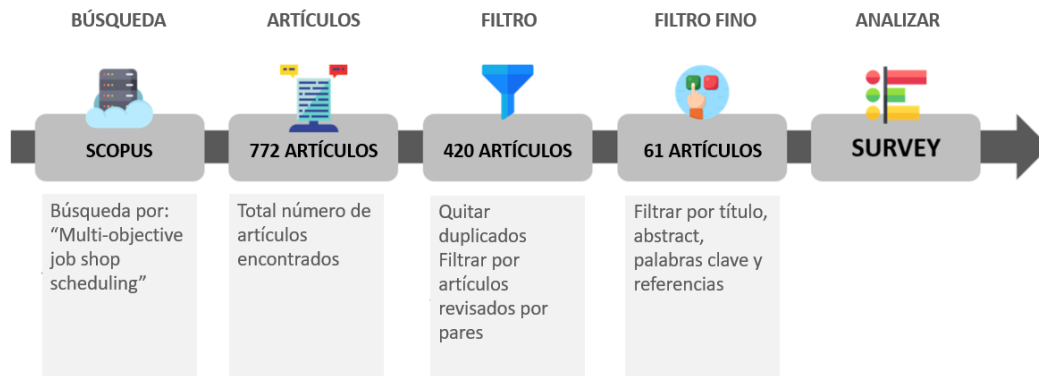 BÚSQUEDA
ARTÍCULOS
FILTRO
FILTRO FINO
ANALIZAR
SCOPUS
772 ARTÍCULOS
420 ARTÍCULOS
61 ARTÍCULOS
SURVEY
Búsqueda por:
“Multi-objective
job shop
scheduling”
Total número de
artículos
encontrados
Quitar
duplicados
Filtrar por
artículos
revisados por
pares
Filtrar por título,
abstract,
palabras clave y
referencias